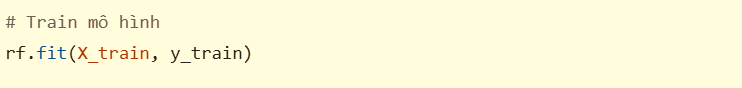 # Train mô hình
rf.fit(X_train, y_train)